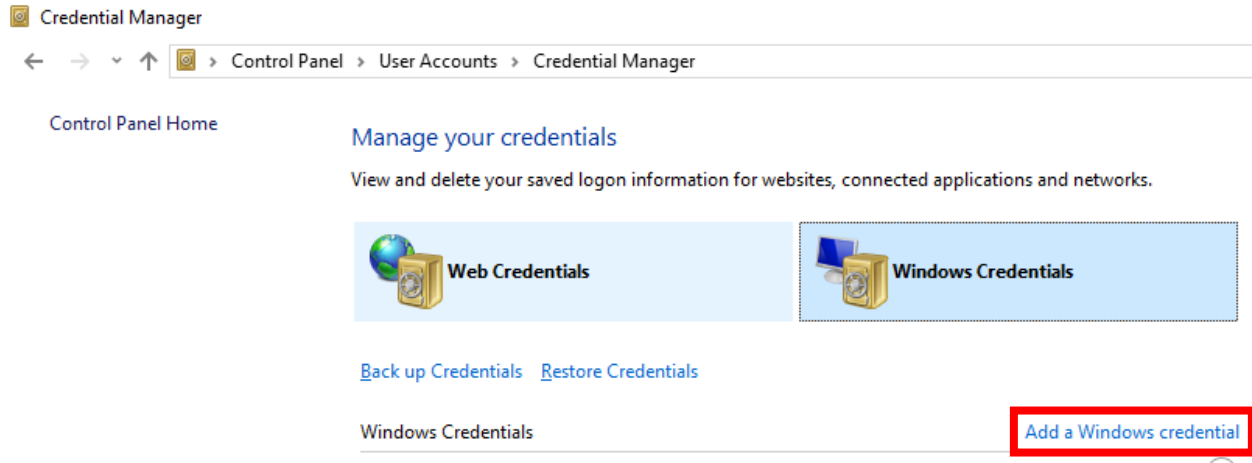 Credential Manager
Control Panel > User Accounts > Credential Manager
Control Panel Home
Manage your credentials
View and delete your saved logon information for websites, connected applications and networks.
Web Credentials
Windows Credentials
Back up Credentials Restore Credentials
Windows Credentials
Add a Windows credential